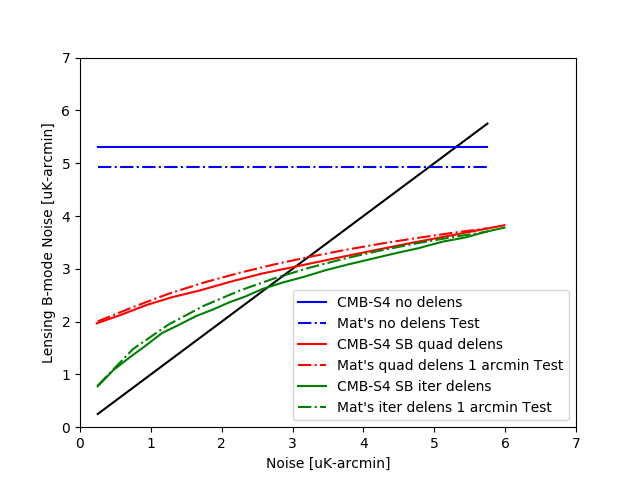 7
6
5
4
3
2
1
0
Lensing B-mode Noise [uK-arcmin]
CMB-S4 no delens
Mat's no delens Test
CMB-S4 SB quad delens
Mat's quad delens 1 arcmin Test
CMB-S4 SB iter delens
Mat's iter delens 1 arcmin Test
0 1 2 3 4 5 6 7
Noise [uK-arcmin]